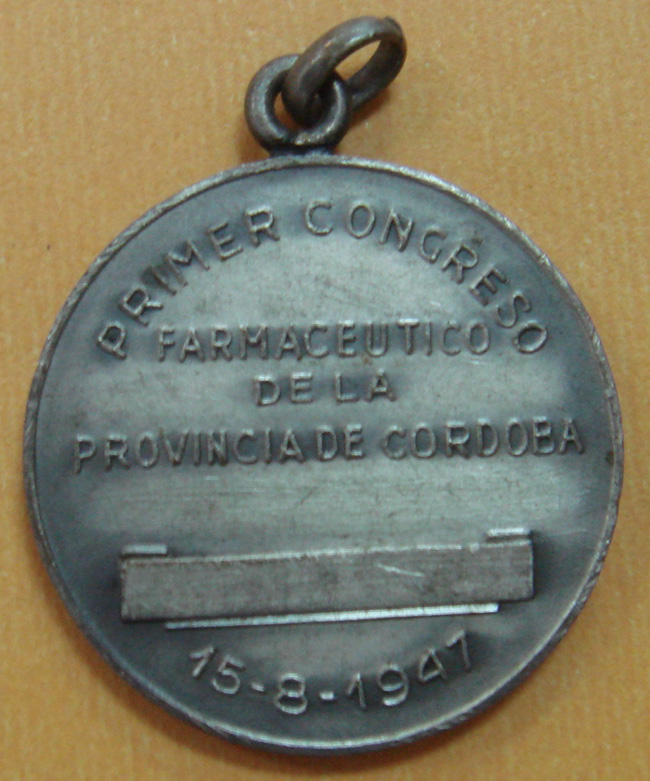 PRIMER CONGRESO
FARMACEUTICO
DE LA
PROVINCIA DE CORDOBA
15-8-1947